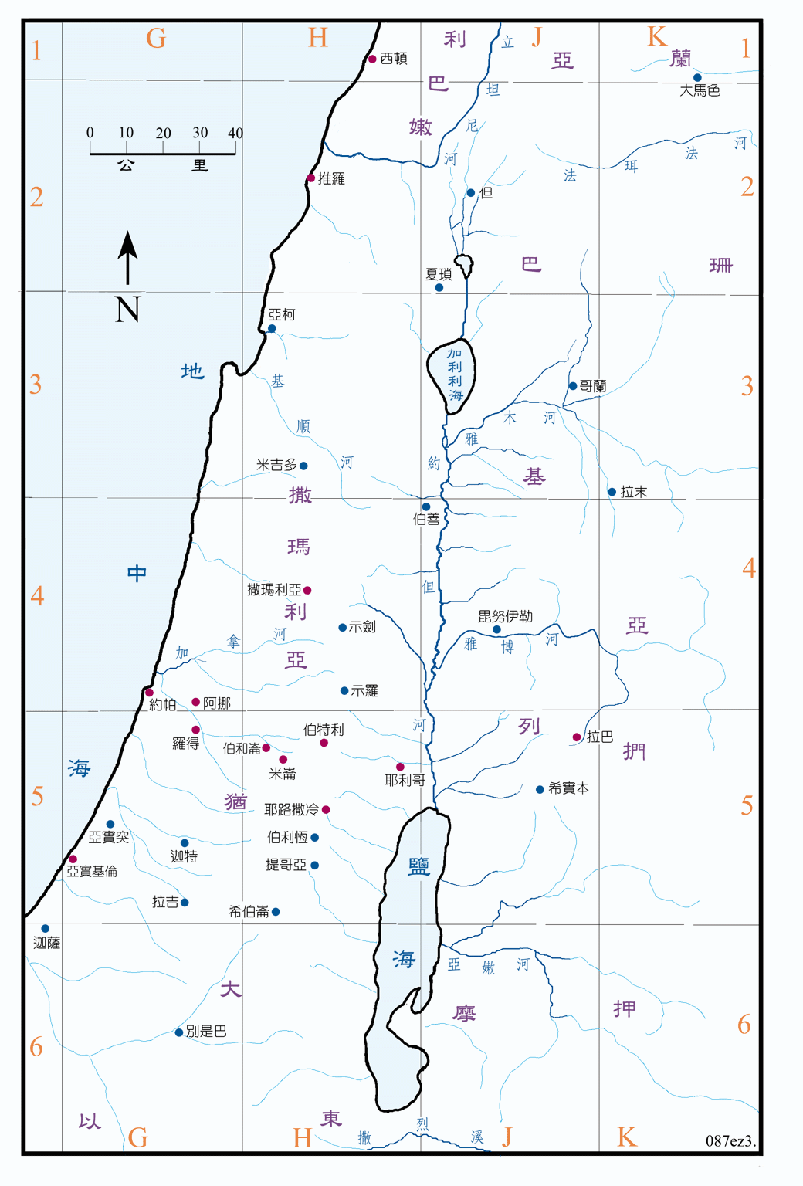 G H J K
1 1
利
巴
嫩
亞
蘭
立
坦
尼
河
西頓
大馬色
0 10 20 30 40
公里
法珥法河
2 2
推羅
但
巴珊
夏瑣
N
亞柯
加利利海
地
中
海
3 3
基順河
哥蘭
雅木河
米吉多
約
但
河
基
列
拉末
伯善
撒
瑪
利
亞
4 4
撒瑪利亞
示劍
毘努伊勒
雅博河
亞
捫
加拿河
示羅
約帕
阿挪
羅得
伯特利
伯和崙
米崙
耶利哥
拉巴
希實本
5 5
猶
大
耶路撒冷
亞實突
伯利恆
迦特
亞實基倫
提哥亞
拉吉
希伯崙
鹽
海
迦薩
亞嫩河
摩
押
6 6
別是巴
以
東
撒烈溪
G H J K
087ez3.